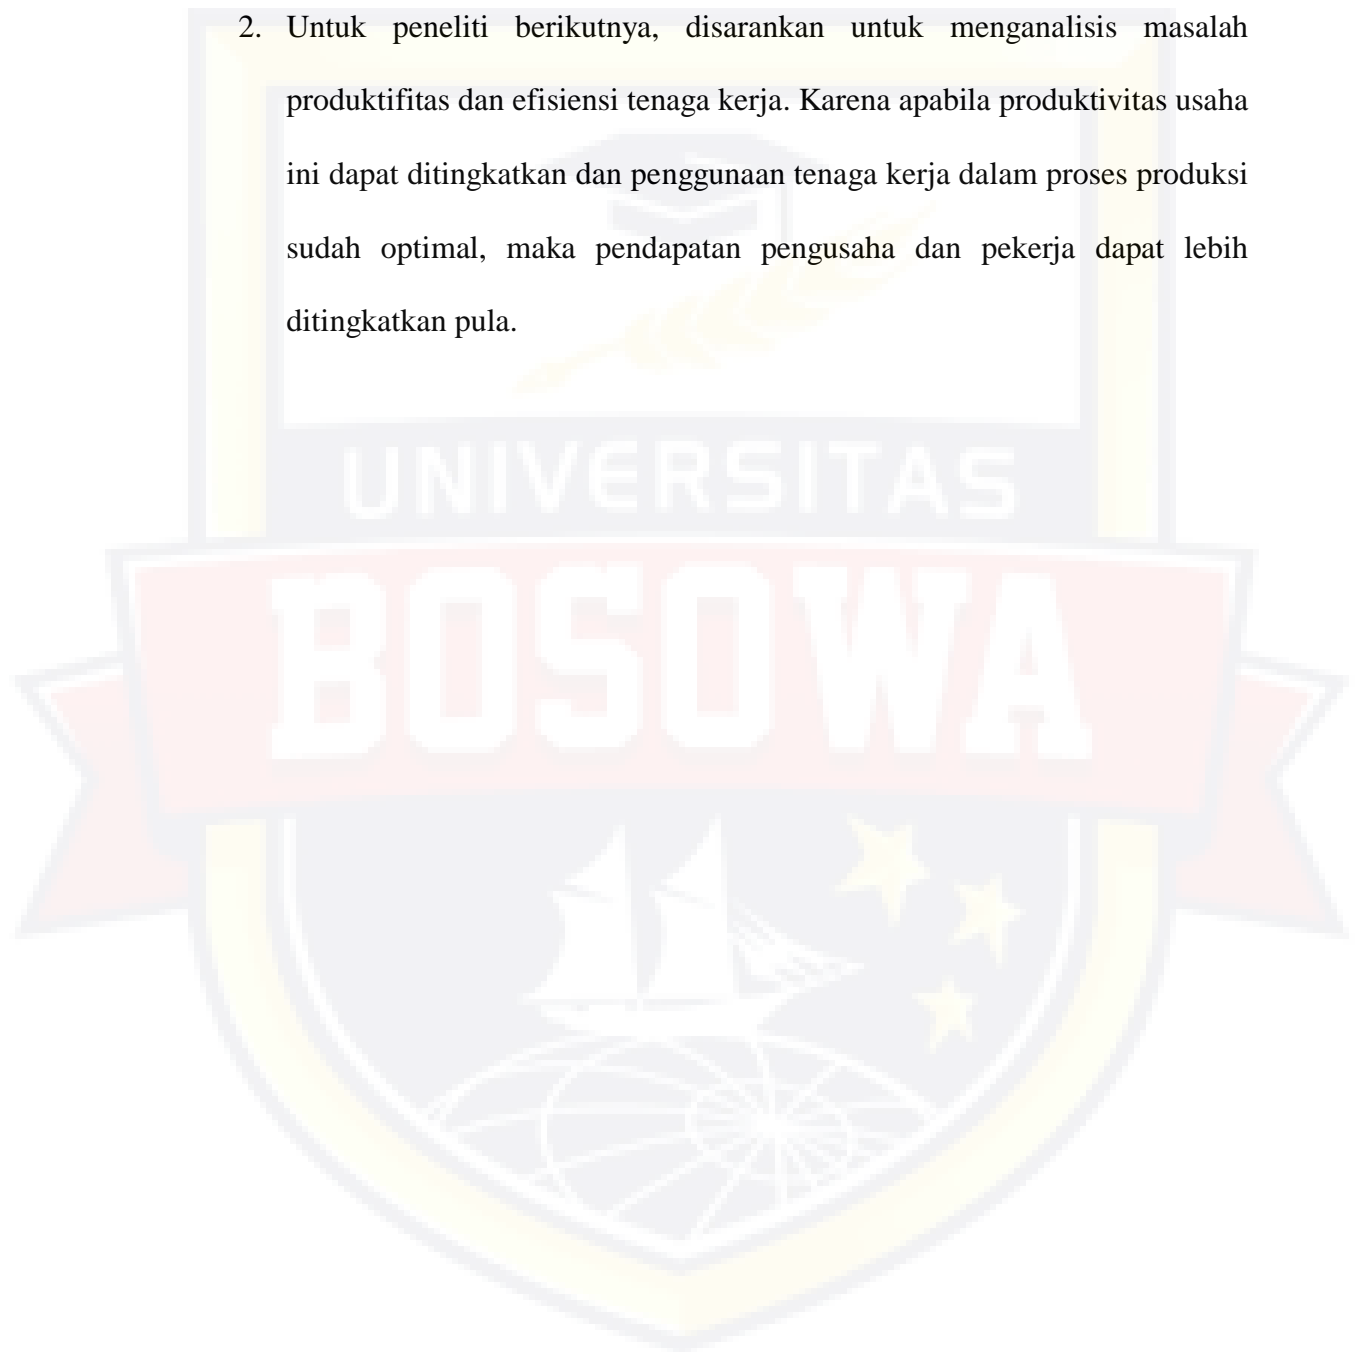 2. Untuk peneliti berikutnya, disarankan untuk menganalisis masalah
produktifitas dan efisiensi tenaga kerja. Karena apabila produktivitas usaha
ini dapat ditingkatkan dan penggunaan tenaga kerja dalam proses produksi
sudah optimal, maka pendapatan pengusaha dan pekerja dapat lebih
ditingkatkan pula.
UNIVERSITAS
BOSOWA